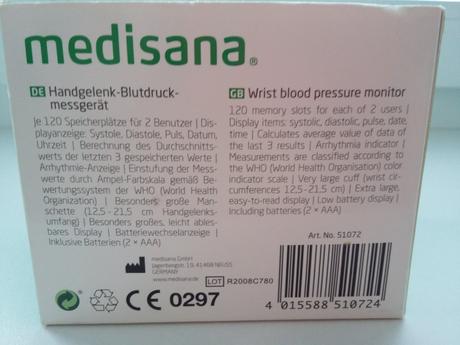 medisana®
DE Handgelenk-Blutdruck-
messgerät
Je 120 Speicherplätze für 2 Benutzer | Dis-
playanzeige: Systole, Diastole, Puls, Datum,
Uhrzeit | Berechnung des Durchschnitts-
werts der letzten 3 gespeicherten Werte |
Arrhythmie-Anzeige | Einstufung der Mess-
werte durch Ampel-Farbskala gemäß Be-
wertungssystem der WHO (World Health
Organization) | Besonders große Man-
schette (12,5 - 21,5 cm Handgelenks-
umfang) | Besonders großes, leicht ables-
bares Display | Batteriewechselanzeige |
Inklusive Batterien (2 × AAA)
GB Wrist blood pressure monitor
120 memory slots for each of 2 users |
Display items: systolic, diastolic, pulse, date,
time | Calculates average value of data of
the last 3 results | Arrhythmia indicator |
Measurements are classified according to
the WHO (World Health Organisation) color
indicator scale | Very large cuff (wrist cir-
cumferences 12,5-21,5 cm) | Extra large,
easy-to-read display | Low battery display |
Including batteries (2 × AAA)
Art. No. 51072
medisana GmbH
Jagenbergstr. 19, 41468 NEUSS
GERMANY
www.medisana.de
LOT R2008C780
CE 0297
4 015588 510724